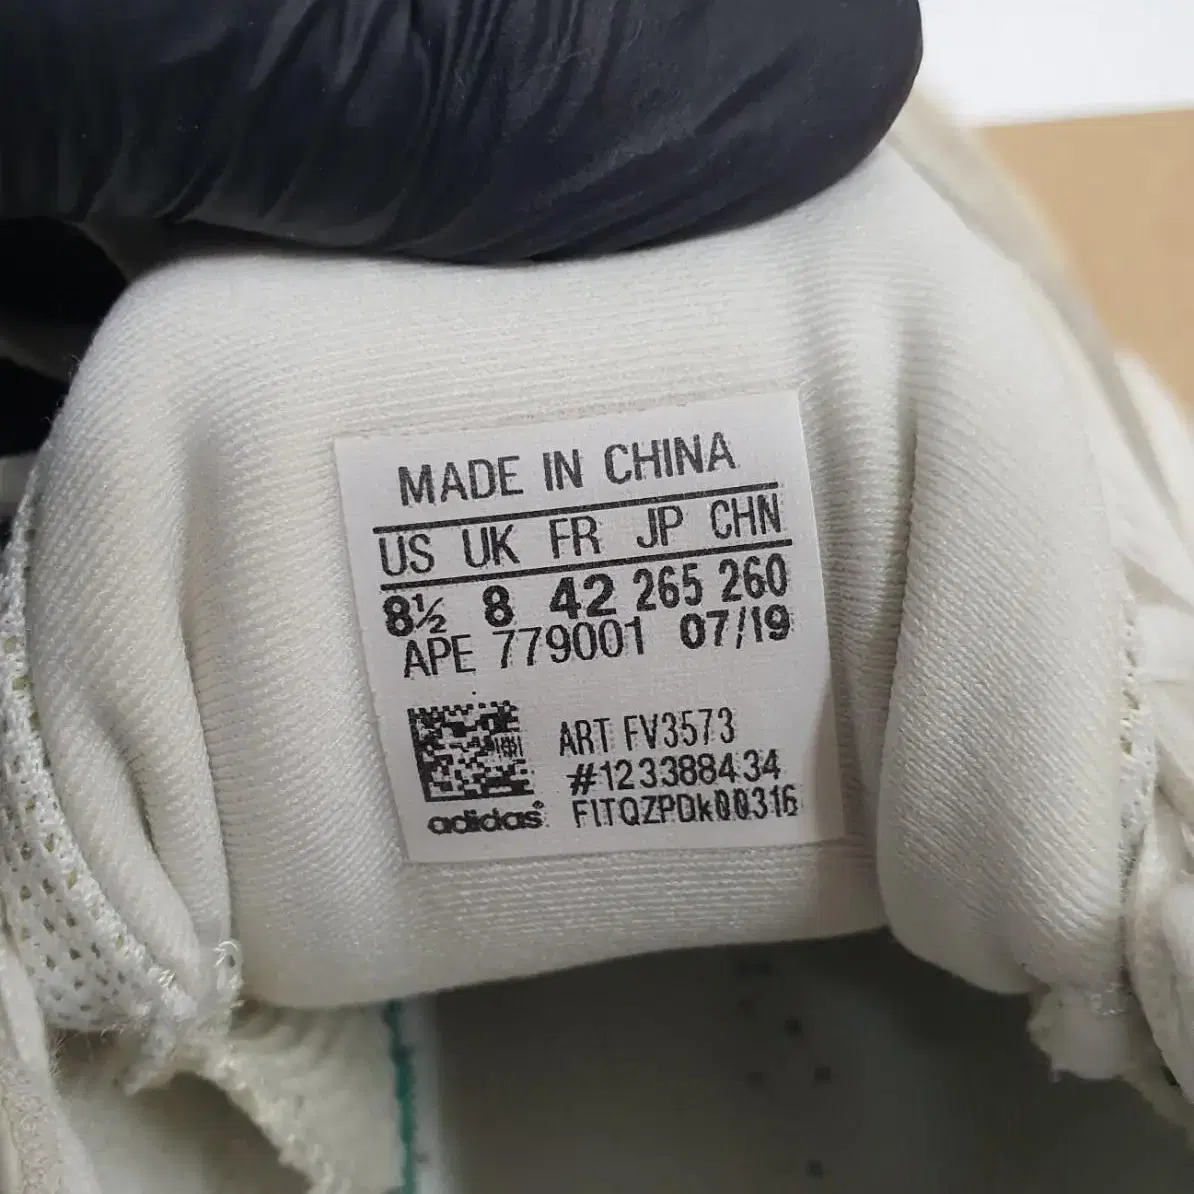 MADE IN CHINA
US UK FR JP CHN
8½ 8 42 265 260
APE 779001 07/19
ART FV3573
#123388434
adidas® F1TQZPDk00316